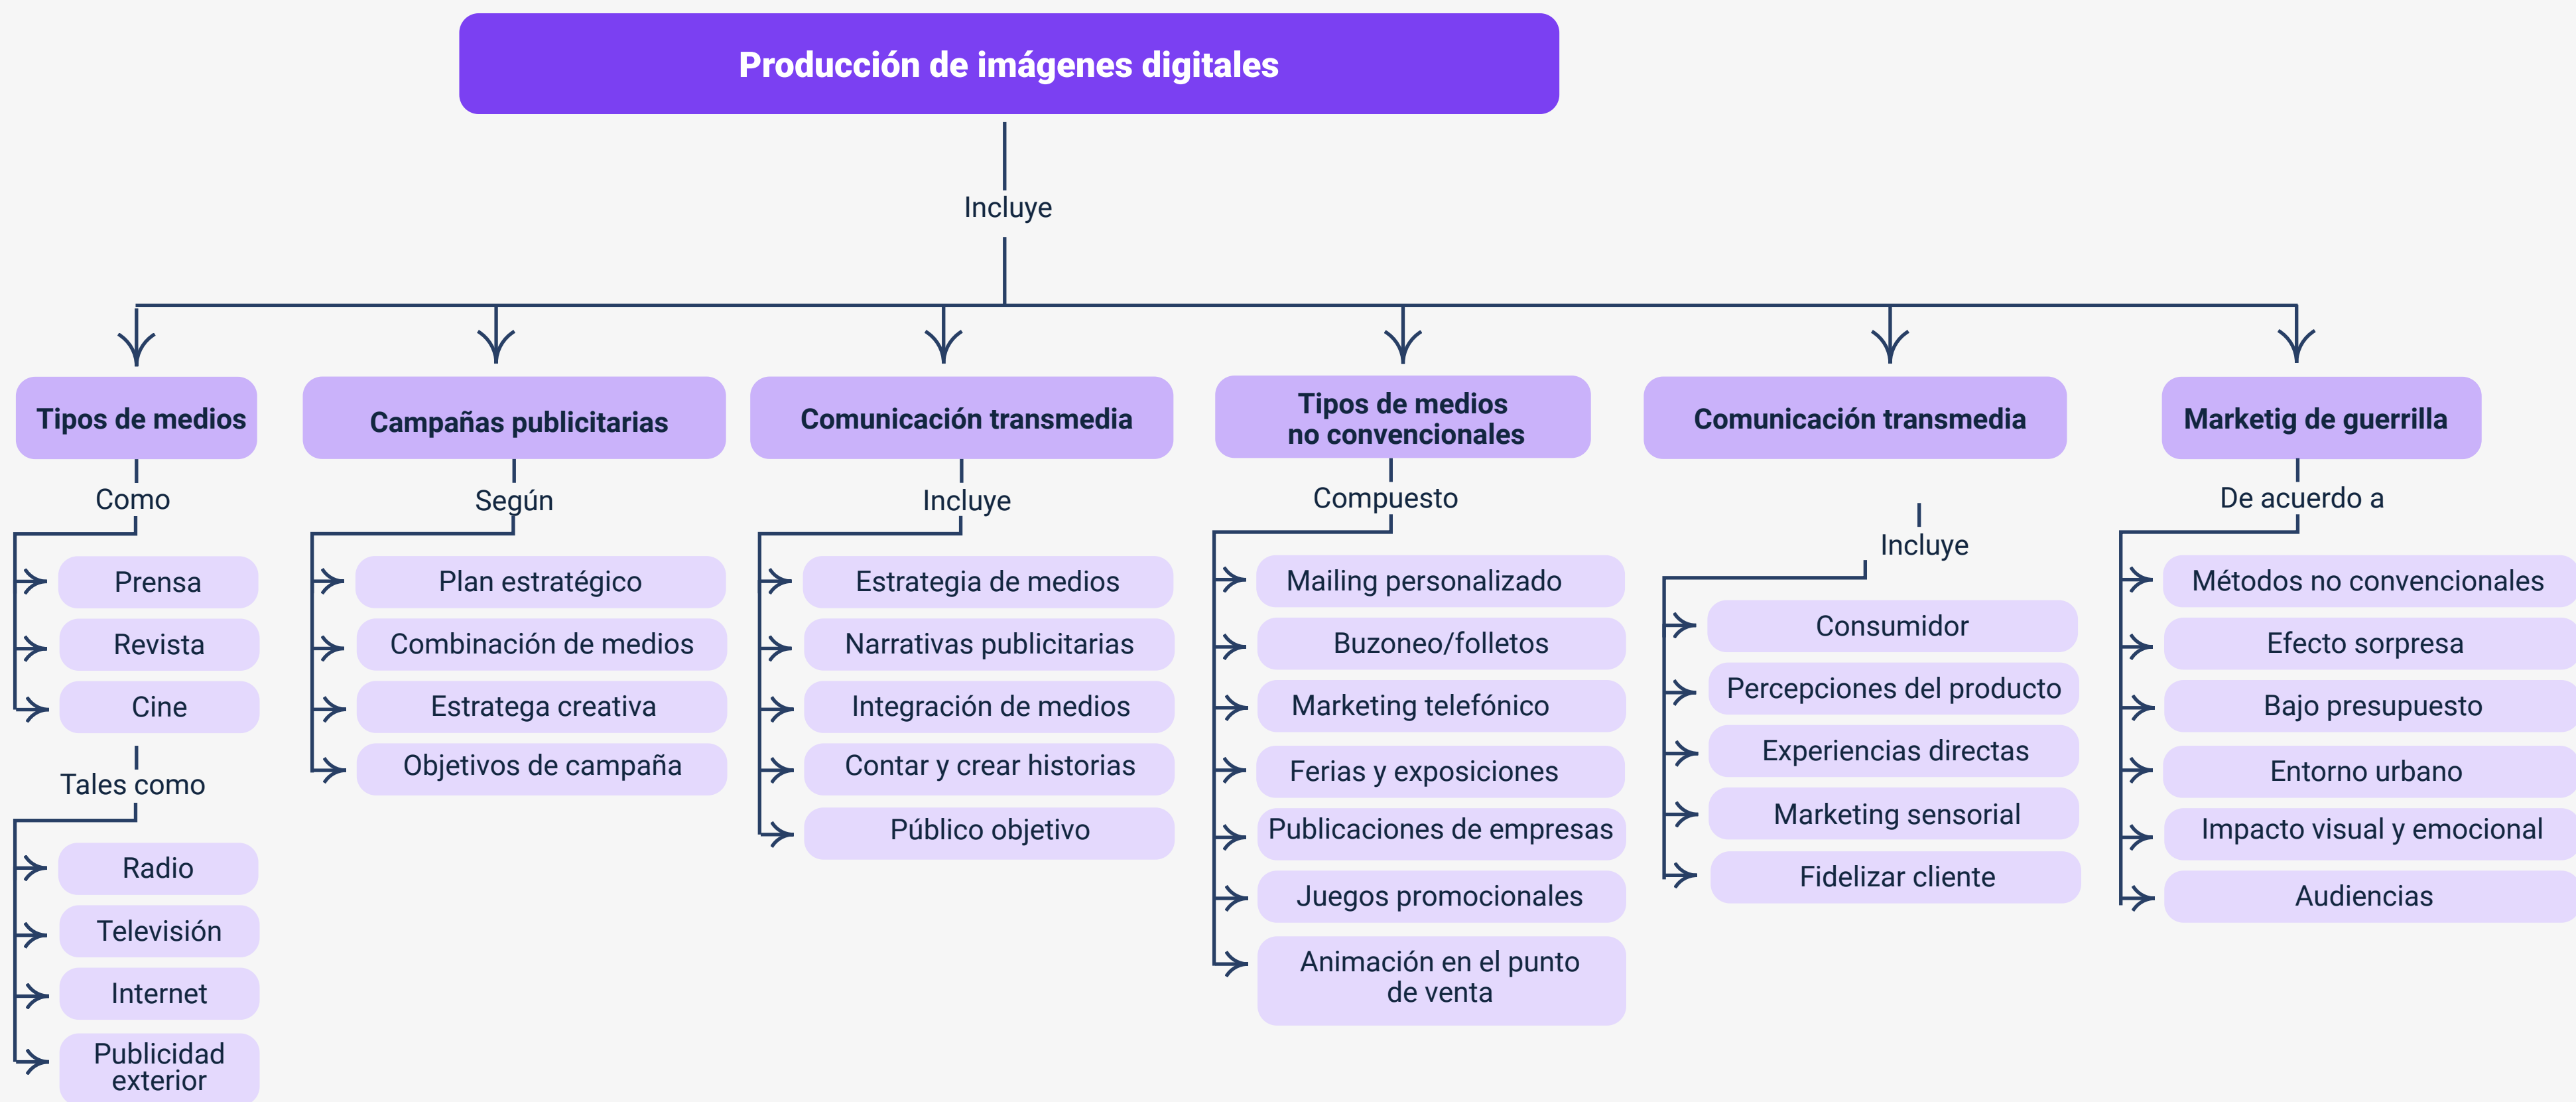 Producción de imágenes digitales
Incluye
Tipos de medios
Como
Prensa
Revista
Cine
Tales como
Radio
Televisión
Internet
Publicidad
exterior
Campañas publicitarias
Según
Plan estratégico
Combinación de medios
Estratega creativa
Objetivos de campaña
Comunicación transmedia
Incluye
Estrategia de medios
Narrativas publicitarias
Integración de medios
Contar y crear historias
Público objetivo
Tipos de medios
no convencionales
Compuesto
Mailing personalizado
Buzoneo/folletos
Marketing telefónico
Ferias y exposiciones
Publicaciones de empresas
Juegos promocionales
Animación en el punto
de venta
Comunicación transmedia
Incluye
Consumidor
Percepciones del producto
Experiencias directas
Marketing sensorial
Fidelizar cliente
Marketig de guerrilla
De acuerdo a
Métodos no convencionales
Efecto sorpresa
Bajo presupuesto
Entorno urbano
Impacto visual y emocional
Audiencias